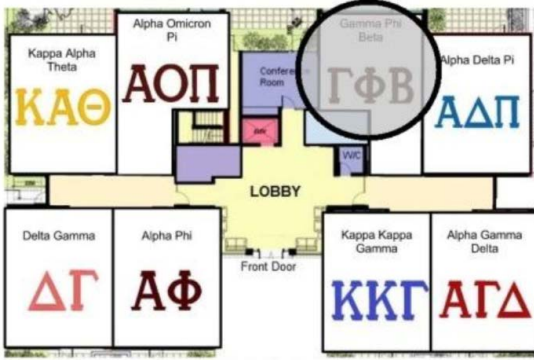 Kappa Alpha
Theta
ΚΑΘ
Alpha Omicron
Pi
ΑΟΠ
Conference
Room
Gamma Phi
Beta
ΓΦΒ
Alpha Delta Pi
ΑΔΠ
W/C
LOBBY
Delta Gamma
ΔΓ
Alpha Phi
ΑΦ
Front Door
Kappa Kappa
Gamma
ΚΚΓ
Alpha Gamma
Delta
ΑΓΔ